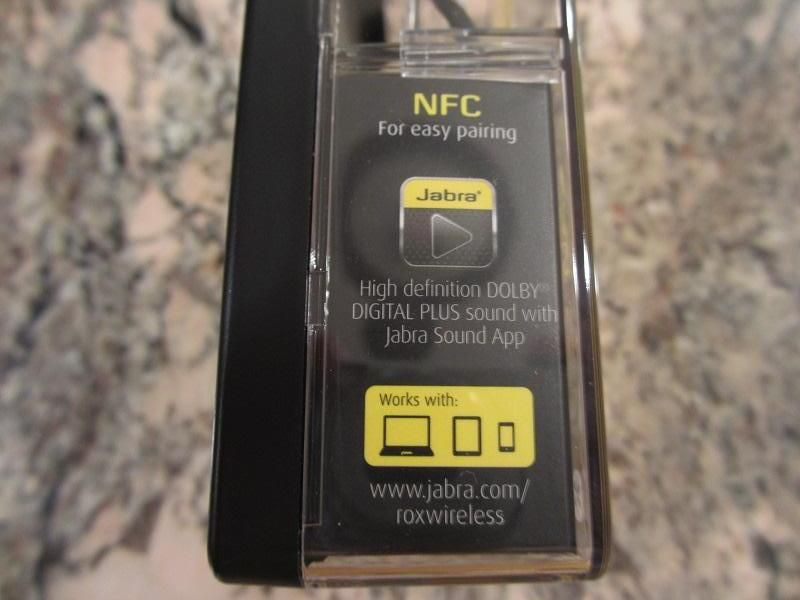 NFC
For easy pairing
Jabra®
High definition DOLBY®
DIGITAL PLUS sound with
Jabra Sound App
Works with:
www.jabra.com/
roxwireless